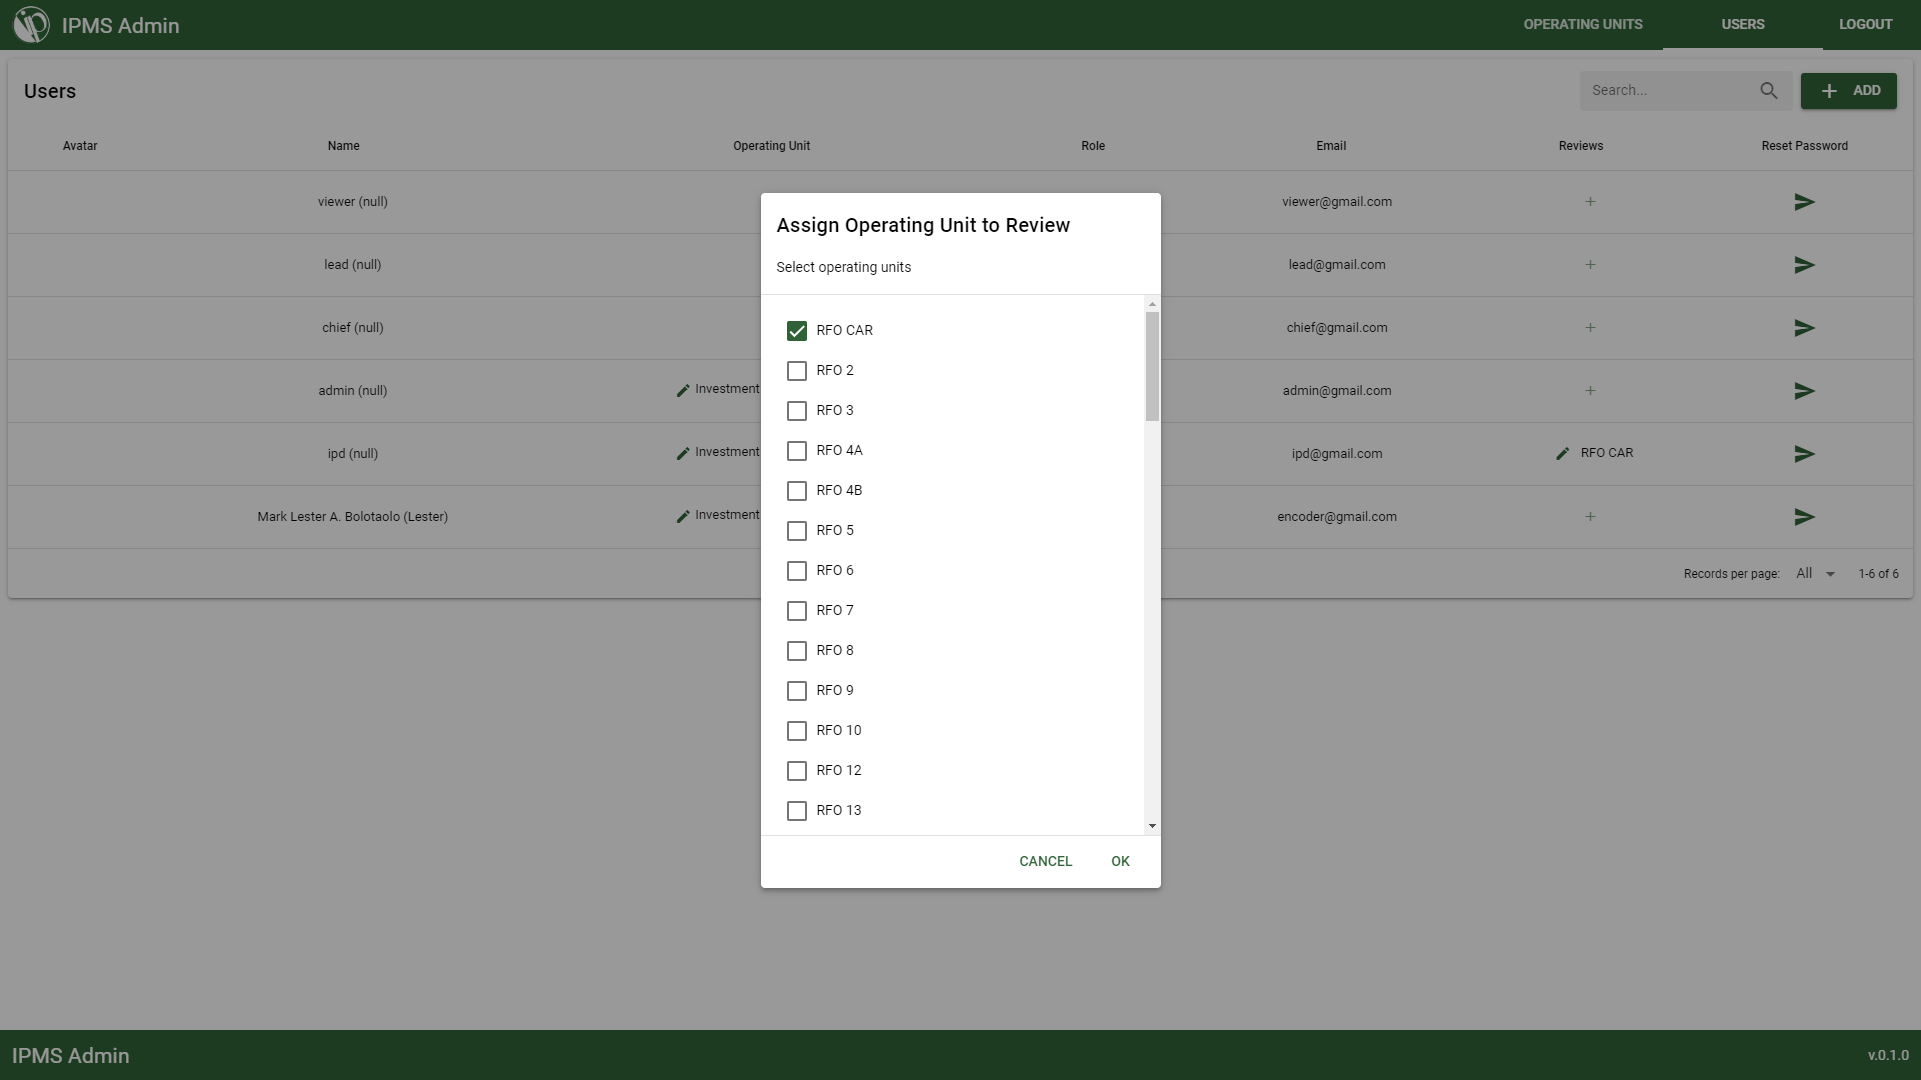 IPMS Admin
OPERATING UNITS
USERS
LOGOUT
Users
Search...
ADD
Avatar
Name
Operating Unit
Role
Email
Reviews
Reset Password
viewer (null)
viewer@gmail.com
lead (null)
lead@gmail.com
chief (null)
chief@gmail.com
admin (null)
Investment
admin@gmail.com
ipd (null)
Investment
ipd@gmail.com
RFO CAR
Mark Lester A. Bolotaolo (Lester)
Investment
encoder@gmail.com
Records per page:
All
1-6 of 6
Assign Operating Unit to Review
Select operating units
RFO CAR
RFO 2
RFO 3
RFO 4A
RFO 4B
RFO 5
RFO 6
RFO 7
RFO 8
RFO 9
RFO 10
RFO 12
RFO 13
CANCEL
OK
IPMS Admin
v.0.1.0